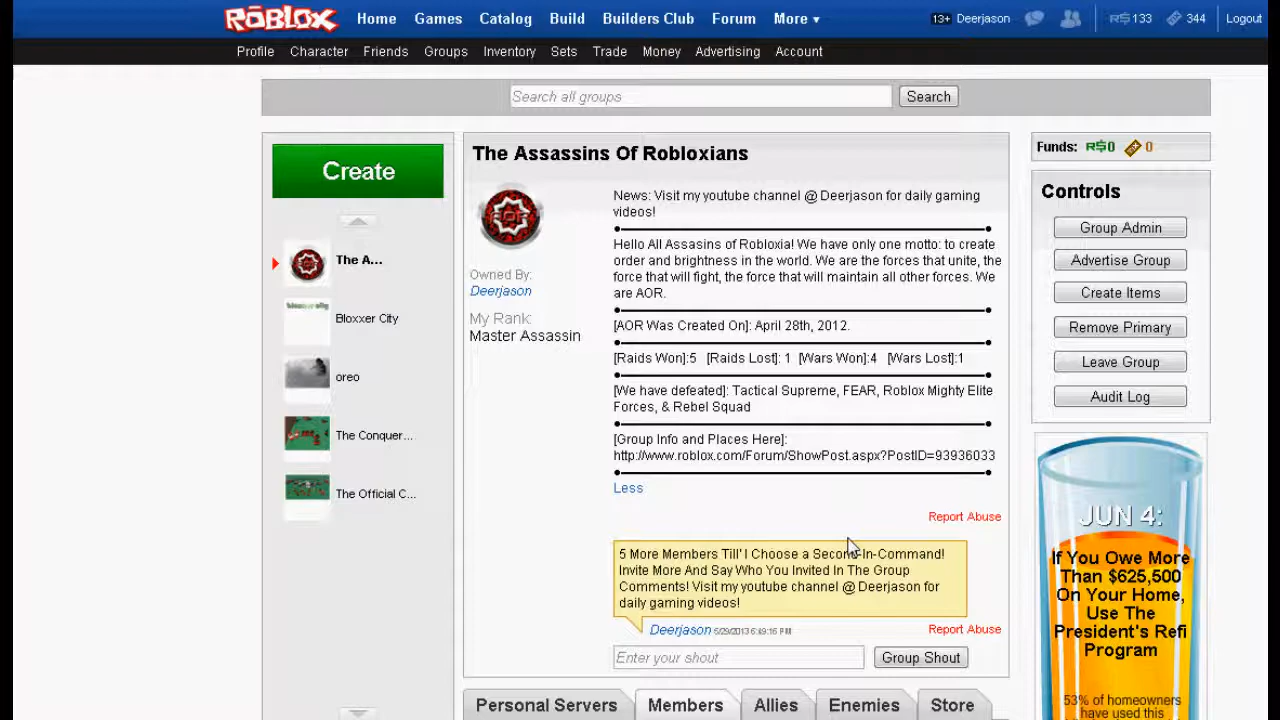 ROBLOX Home Games Catalog Build Builders Club Forum More ▾ 13+ Deerjason R$ 133 344 Logout
Profile Character Friends Groups Inventory Sets Trade Money Advertising Account
Search all groups Search
Create
The A...
Bloxxer City
oreo
The Conquer...
The Official C...
The Assassins Of Robloxians
AOR
Owned By:
Deerjason
My Rank:
Master Assassin
News: Visit my youtube channel @ Deerjason for daily gaming
videos!
Hello All Assasins of Robloxia! We have only one motto: to create
order and brightness in the world. We are the forces that unite, the
force that will fight, the force that will maintain all other forces. We
are AOR.
[AOR Was Created On]: April 28th, 2012.
[Raids Won]:5 [Raids Lost]: 1 [Wars Won]:4 [Wars Lost]:1
[We have defeated]: Tactical Supreme, FEAR, Roblox Mighty Elite
Forces, & Rebel Squad
[Group Info and Places Here]:
http://www.roblox.com/Forum/ShowPost.aspx?PostID=93936033
Less
Report Abuse
5 More Members Till' I Choose a Second-In-Command!
Invite More And Say Who You Invited In The Group
Comments! Visit my youtube channel @ Deerjason for
daily gaming videos!
Deerjason 5/29/2013 6:49:16 PM Report Abuse
Enter your shout Group Shout
Personal Servers Members Allies Enemies Store
Funds: R$0 0
Controls
Group Admin
Advertise Group
Create Items
Remove Primary
Leave Group
Audit Log
JUN 4:
If You Owe More
Than $625,500
On Your Home,
Use The
President's Refi
Program
53% of homeowners
have used this